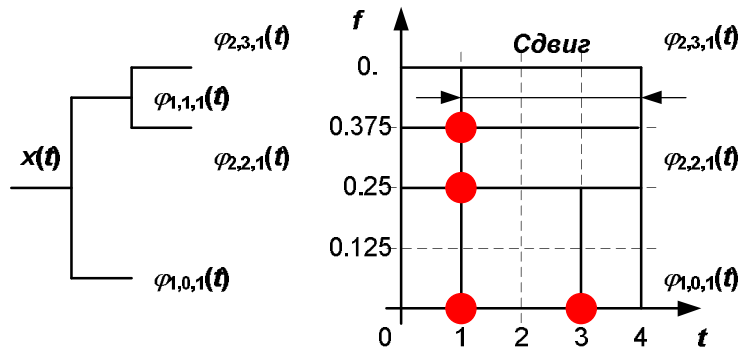 φ2,3,1(t)
φ1,1,1(t)
x(t)
φ2,2,1(t)
φ1,0,1(t)
f
Сдвиг
φ2,3,1(t)
0.
0.375
φ2,2,1(t)
0.25
0.125
φ1,0,1(t)
0 1 2 3 4 t